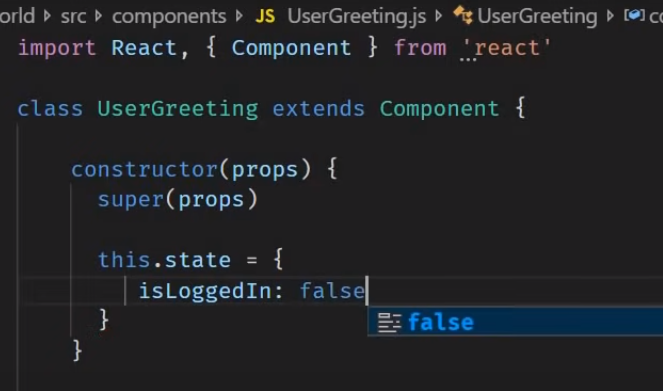 orld > src > components > JS UserGreeting.js > UserGreeting > co
import React, { Component } from 'react'
class UserGreeting extends Component {
constructor(props) {
super(props)
this.state = {
isLoggedIn: false
false
}
}